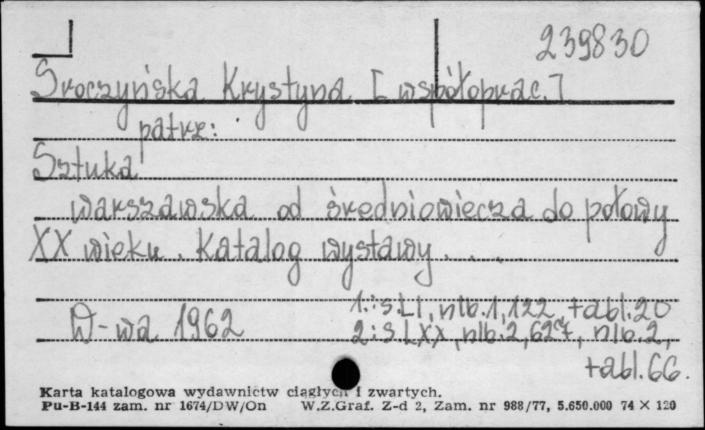 239830
Sroczyńska Krystyna [współoprac.]
patrz:
Sztuka
warszawska od średniowiecza do połowy
XX wieku. Katalog wystawy. . .
W-wa 1962
1.: s. LI, nlb. 1, 122, tabl. 20
2: s. LXX, nlb. 2, 627, nlb. 2,
tabl. 66.
Karta katalogowa wydawnictw ciągłych i zwartych.
Pu-B-144 zam. nr 1674/DW/On W.Z.Graf. Z-d 2, Zam. nr 988/77, 5.650.000 74 × 120